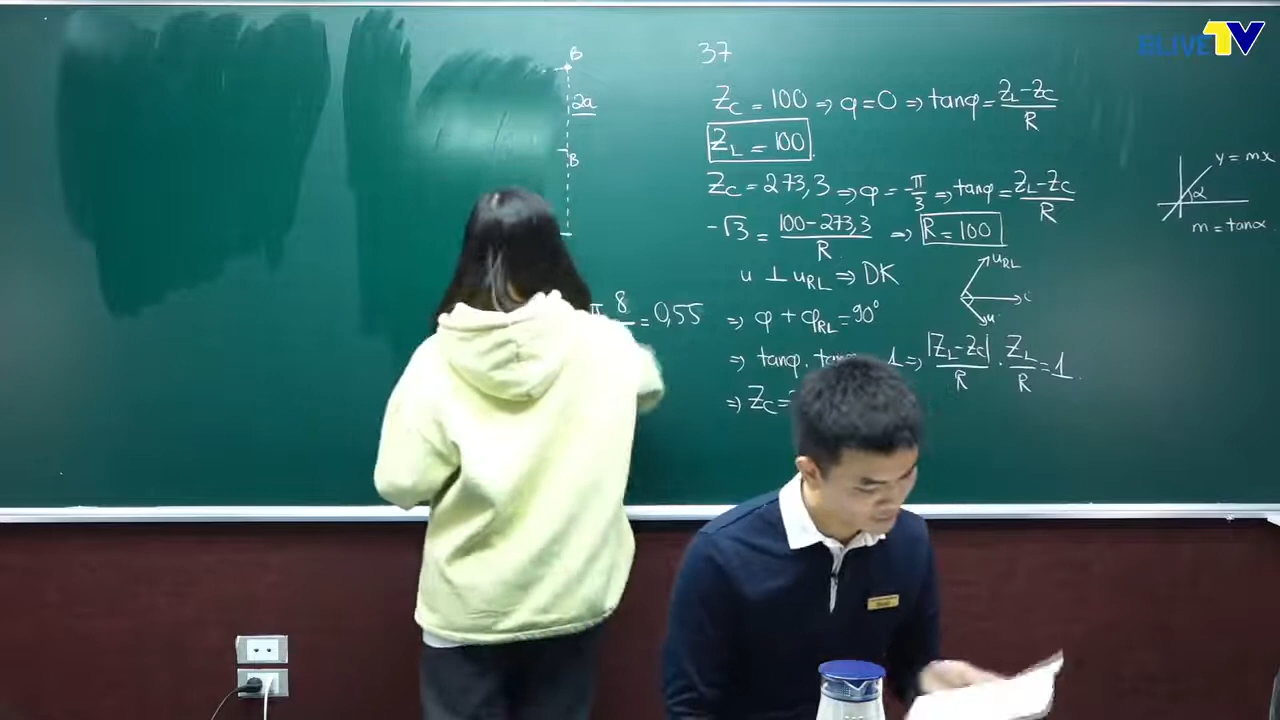 BLIVE TV
B
2a
B
π 8 = 0,55
37
Z_C = 100 ⇒ φ = 0 ⇒ tanφ = (Z_L - Z_C)/R
Z_L = 100
Z_C = 273,3 ⇒ φ = -π/3 ⇒ tanφ = (Z_L - Z_C)/R
-√3 = (100 - 273,3)/R ⇒ R = 100
u ⊥ u_RL ⇒ DK
⇒ φ + φ_RL = 90°
⇒ tanφ. 1 ⇒ |Z_L - Z_C|/R . Z_L/R = 1.
⇒ Z_C =
u_RL
i
u
y = mx
α
m = tanα